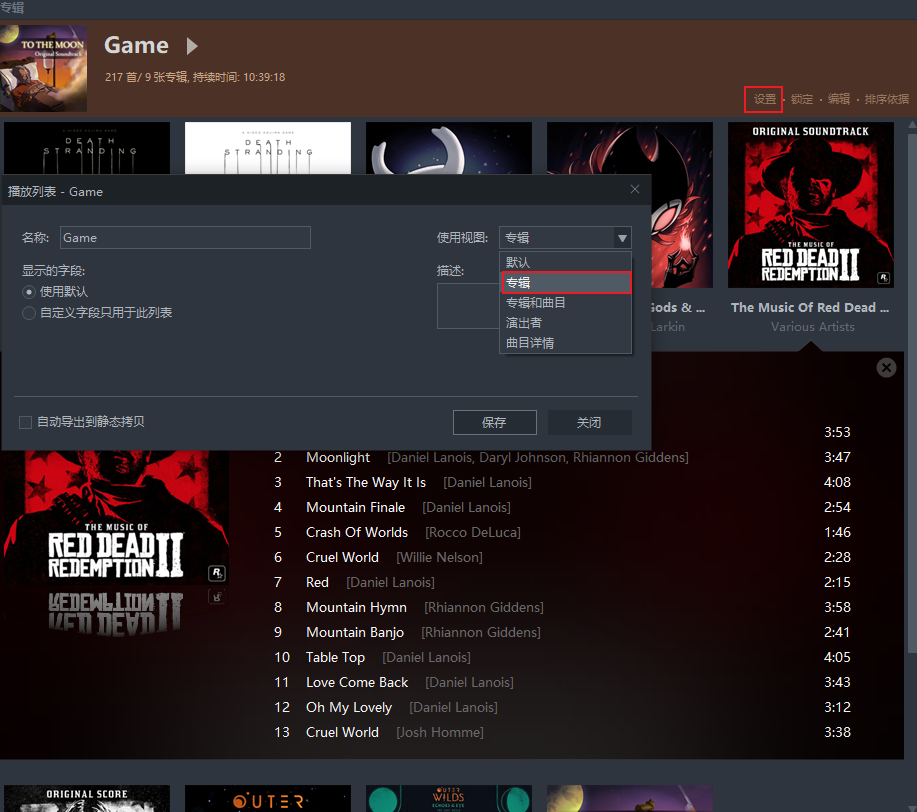 专辑
TO THE MOON
Original Soundtrack
Game
217 首/ 9 张专辑, 持续时间: 10:39:18
设置 · 锁定 · 编辑 · 排序依据
DEATH
STRANDING
DEATH
STRANDING
ORIGINAL SOUNDTRACK
THE MUSIC OF
RED DEAD
REDEMPTION II
Gods & ...
Larkin
The Music Of Red Dead ...
Various Artists
播放列表 - Game
名称: Game
使用视图: 专辑
默认
专辑
专辑和曲目
演出者
曲目详情
显示的字段:
使用默认
自定义字段只用于此列表
描述:
自动导出到静态拷贝
保存
关闭
THE MUSIC OF
RED DEAD
REDEMPTION II
3:53
2 Moonlight [Daniel Lanois, Daryl Johnson, Rhiannon Giddens] 3:47
3 That's The Way It Is [Daniel Lanois] 4:08
4 Mountain Finale [Daniel Lanois] 2:54
5 Crash Of Worlds [Rocco DeLuca] 1:46
6 Cruel World [Willie Nelson] 2:28
7 Red [Daniel Lanois] 2:15
8 Mountain Hymn [Rhiannon Giddens] 3:58
9 Mountain Banjo [Rhiannon Giddens] 2:41
10 Table Top [Daniel Lanois] 4:05
11 Love Come Back [Daniel Lanois] 3:43
12 Oh My Lovely [Daniel Lanois] 3:12
13 Cruel World [Josh Homme] 3:38
ORIGINAL SCORE
OUTER
OUTER
WILDS
ECHOES & EYE